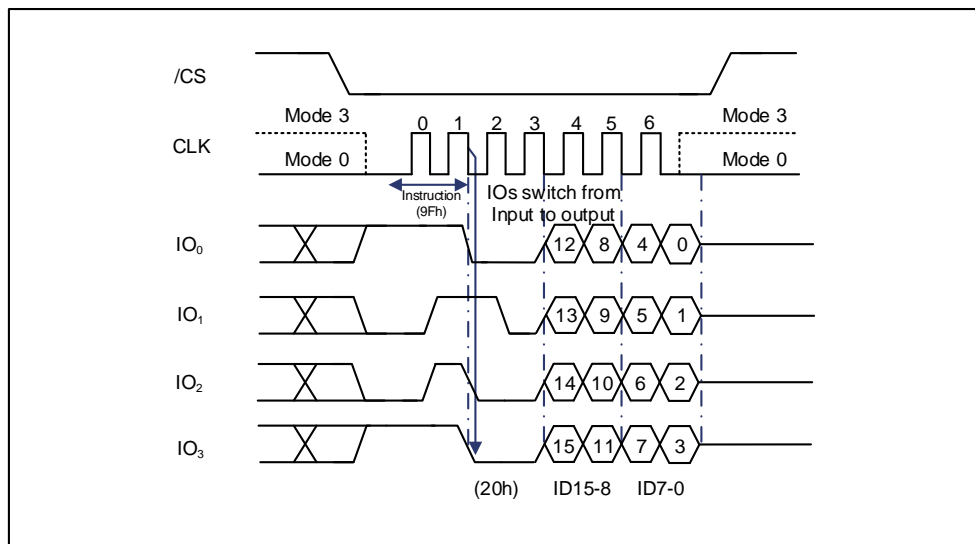 /CS
Mode 3
0 1 2 3 4 5 6
Mode 3
CLK
Mode 0
Mode 0
Instruction
(9Fh)
IOs switch from
Input to output
IO0
12 8 4 0
IO1
13 9 5 1
IO2
14 10 6 2
IO3
15 11 7 3
(20h)
ID15-8
ID7-0